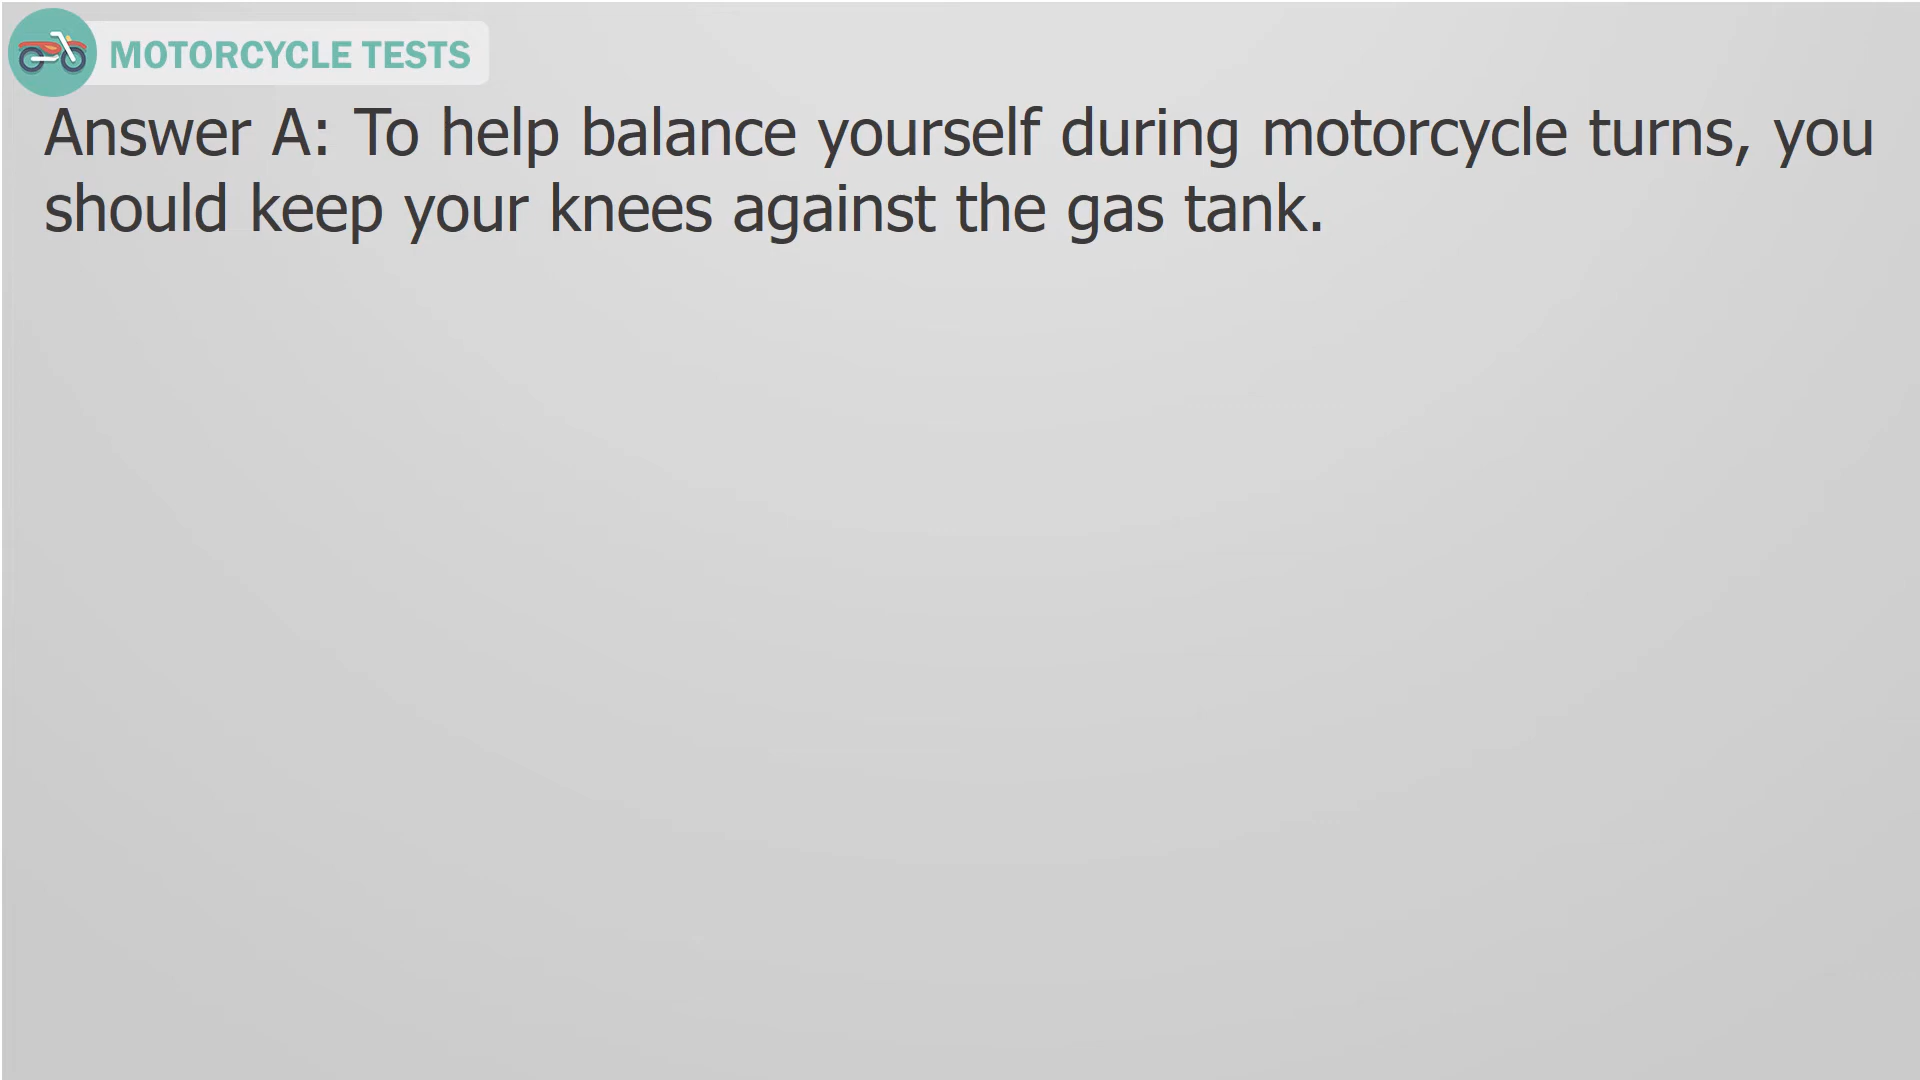 MOTORCYCLE TESTS
Answer A: To help balance yourself during motorcycle turns, you
should keep your knees against the gas tank.